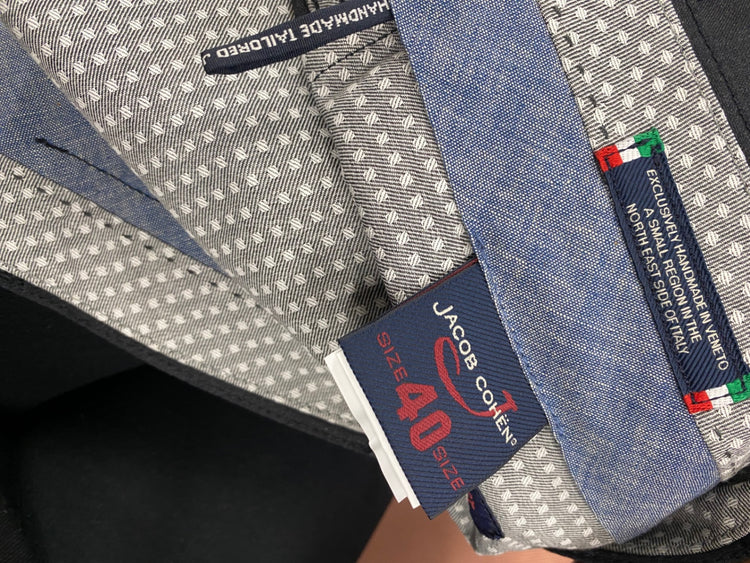 HANDMADE TAILORED J
JACOB COHËN®
SIZE 40 SIZE
EXCLUSIVELY HANDMADE IN VENETO
A SMALL REGION IN THE
NORTH EAST SIDE OF ITALY